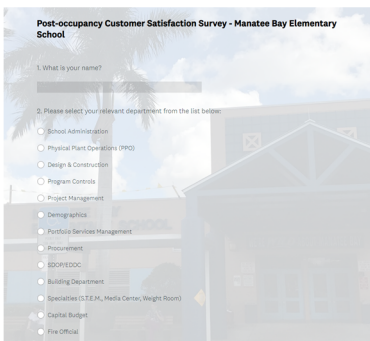 Post-occupancy Customer Satisfaction Survey - Manatee Bay Elementary
School
1. What is your name?
2. Please select your relevant department from the list below:
School Administration
Physical Plant Operations (PPO)
Design & Construction
Program Controls
Project Management
Demographics
Portfolio Services Management
Procurement
SDOP/EDOC
Building Department
Specialties (S.T.E.M., Media Center, Weight Room)
Capital Budget
Fire Official